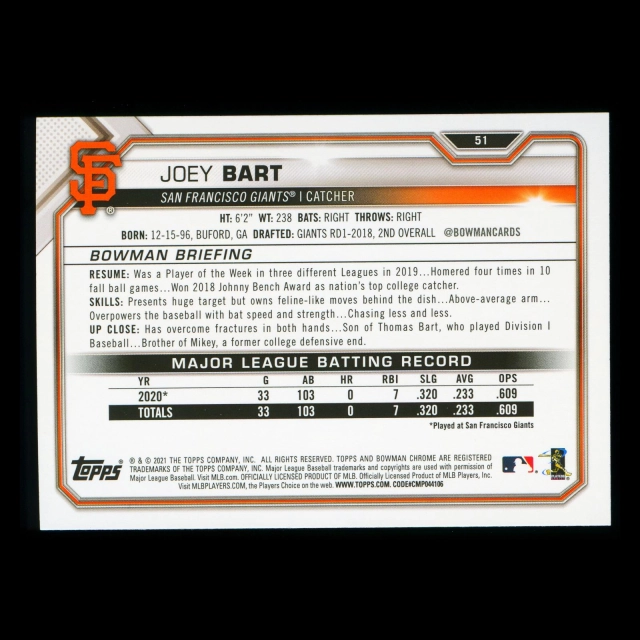 51
SF
®
JOEY BART
SAN FRANCISCO GIANTS® | CATCHER
HT: 6'2" WT: 238 BATS: RIGHT THROWS: RIGHT
BORN: 12-15-96, BUFORD, GA DRAFTED: GIANTS RD1-2018, 2ND OVERALL @BOWMANCARDS
BOWMAN BRIEFING
RESUME: Was a Player of the Week in three different Leagues in 2019...Homered four times in 10
fall ball games...Won 2018 Johnny Bench Award as nation's top college catcher.
SKILLS: Presents huge target but owns feline-like moves behind the dish...Above-average arm...
Overpowers the baseball with bat speed and strength...Chasing less and less.
UP CLOSE: Has overcome fractures in both hands...Son of Thomas Bart, who played Division I
Baseball...Brother of Mikey, a former college defensive end.
MAJOR LEAGUE BATTING RECORD
YR G AB HR RBI SLG AVG OPS
2020* 33 103 0 7 .320 .233 .609
TOTALS 33 103 0 7 .320 .233 .609
*Played at San Francisco Giants
Topps®
® & © 2021 THE TOPPS COMPANY, INC. ALL RIGHTS RESERVED. TOPPS AND BOWMAN CHROME ARE REGISTERED
TRADEMARKS OF THE TOPPS COMPANY, INC. Major League Baseball trademarks and copyrights are used with permission of
Major League Baseball. Visit MLB.com. OFFICIALLY LICENSED PRODUCT OF MLB. Officially Licensed Product of MLB Players, Inc.
Visit MLBPLAYERS.COM, the Players Choice on the web. WWW.TOPPS.COM. CODE#CMP044106